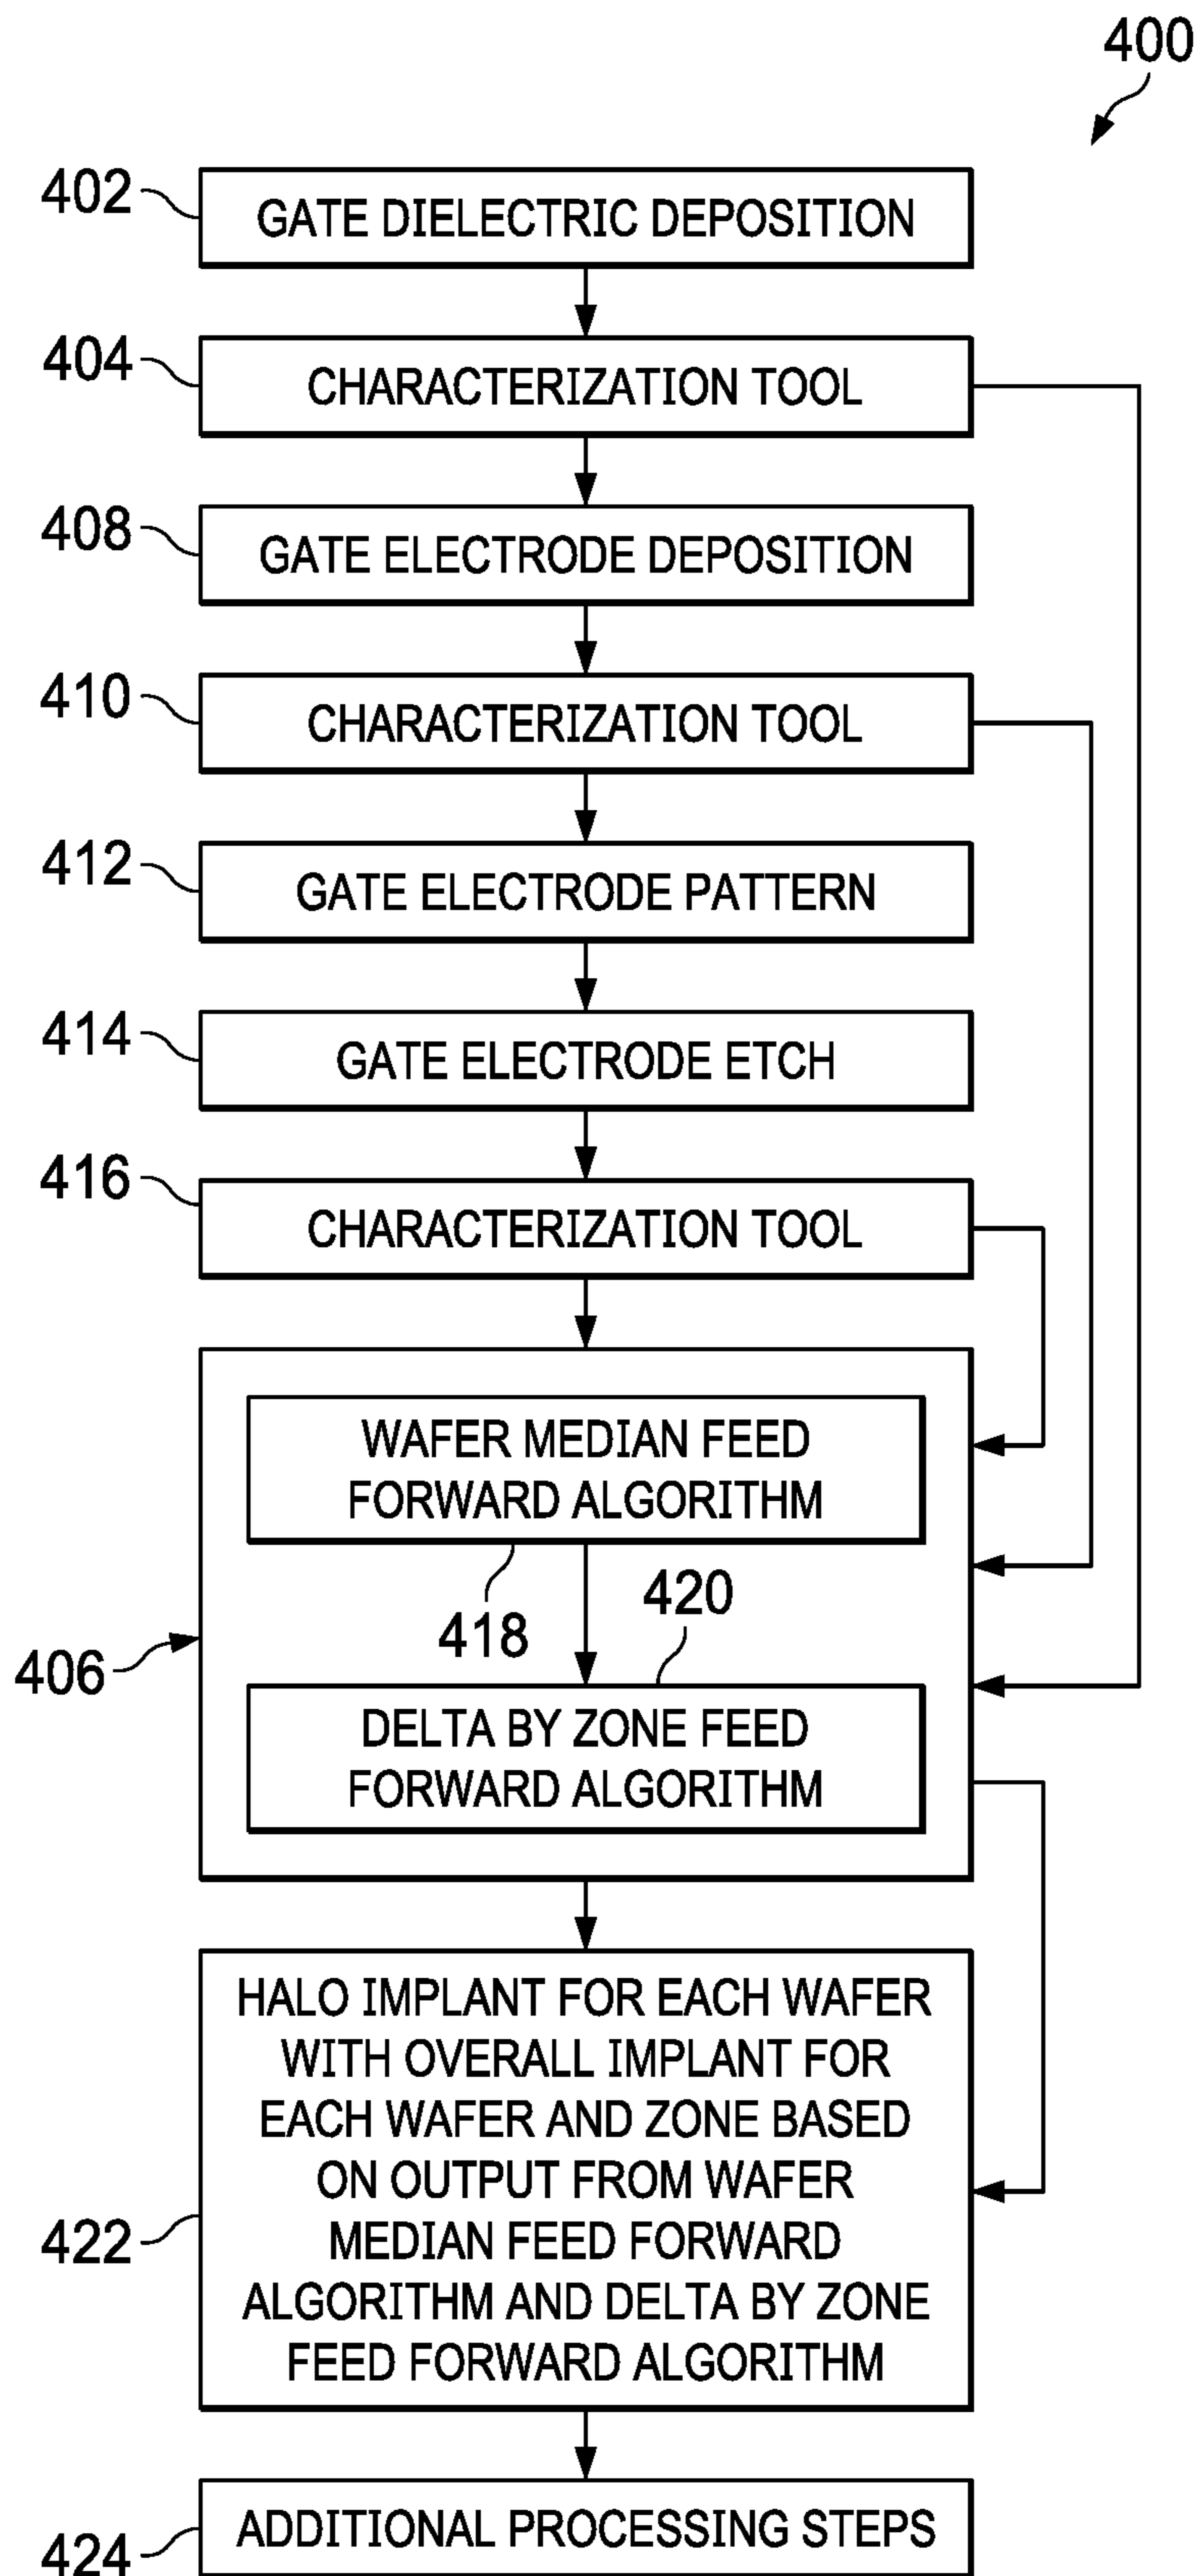 400
402
GATE DIELECTRIC DEPOSITION
404
CHARACTERIZATION TOOL
408
GATE ELECTRODE DEPOSITION
410
CHARACTERIZATION TOOL
412
GATE ELECTRODE PATTERN
414
GATE ELECTRODE ETCH
416
CHARACTERIZATION TOOL
WAFER MEDIAN FEED
FORWARD ALGORITHM
418
420
406
DELTA BY ZONE FEED
FORWARD ALGORITHM
HALO IMPLANT FOR EACH WAFER
WITH OVERALL IMPLANT FOR
EACH WAFER AND ZONE BASED
ON OUTPUT FROM WAFER
MEDIAN FEED FORWARD
ALGORITHM AND DELTA BY ZONE
FEED FORWARD ALGORITHM
422
ADDITIONAL PROCESSING STEPS
424